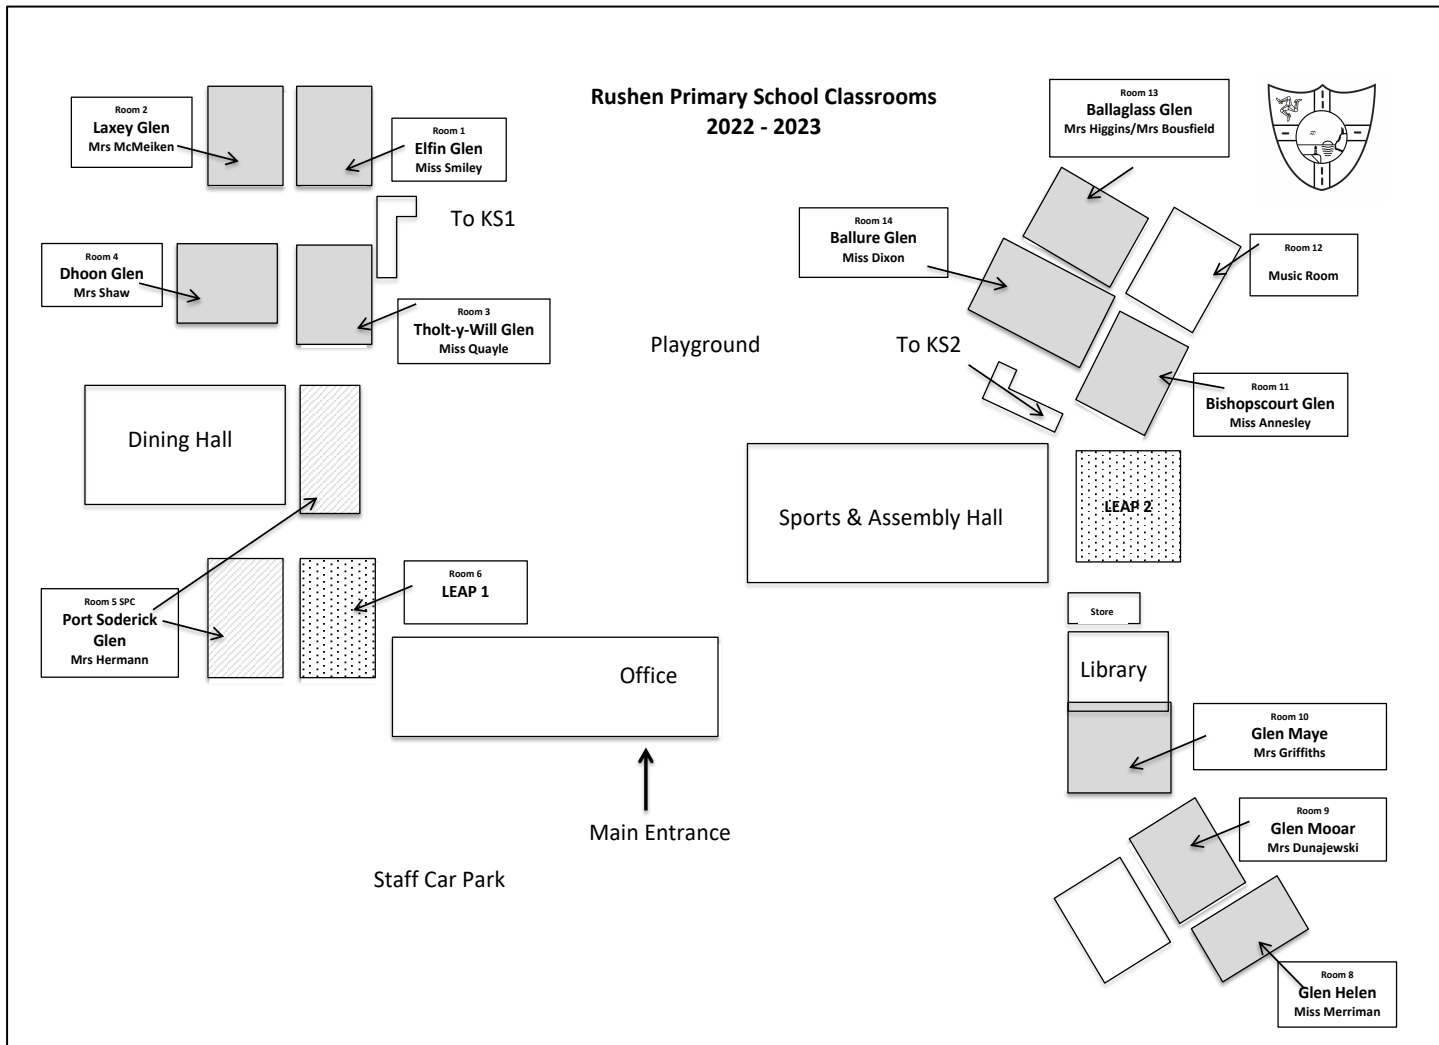 Rushen Primary School Classrooms
2022 - 2023
Room 2
Laxey Glen
Mrs McMeiken
Room 1
Elfin Glen
Miss Smiley
To KS1
Room 4
Dhoon Glen
Mrs Shaw
Room 3
Tholt-y-Will Glen
Miss Quayle
Dining Hall
Room 5 SPC
Port Soderick
Glen
Mrs Hermann
Room 6
LEAP 1
Office
Main Entrance
Staff Car Park
Playground
Room 13
Ballaglass Glen
Mrs Higgins/Mrs Bousfield
Room 14
Ballure Glen
Miss Dixon
Room 12
Music Room
To KS2
Room 11
Bishopscourt Glen
Miss Annesley
Sports & Assembly Hall
LEAP 2
Store
Library
Room 10
Glen Maye
Mrs Griffiths
Room 9
Glen Mooar
Mrs Dunajewski
Room 8
Glen Helen
Miss Merriman